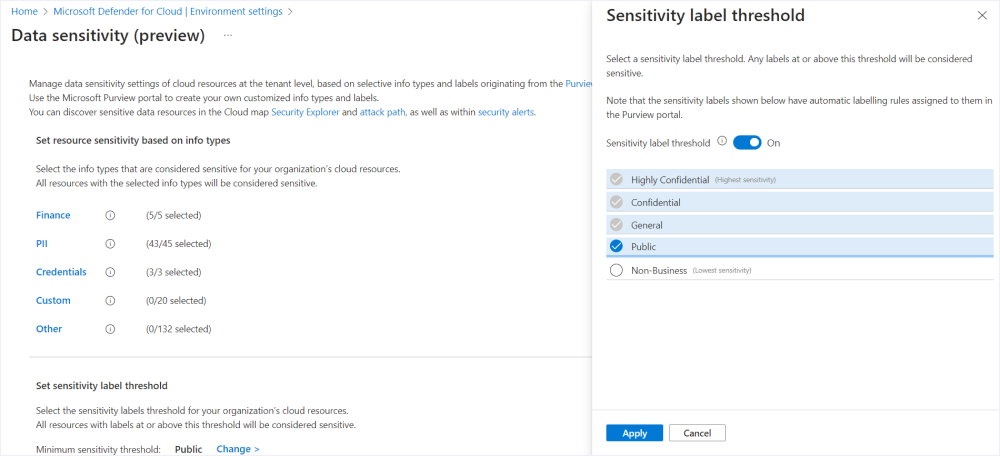 Home > Microsoft Defender for Cloud | Environment settings >
Data sensitivity (preview) ...
Manage data sensitivity settings of cloud resources at the tenant level, based on selective info types and labels originating from the Purview
Use the Microsoft Purview portal to create your own customized info types and labels.
You can discover sensitive data resources in the Cloud map Security Explorer and attack path, as well as within security alerts.
Set resource sensitivity based on info types
Select the info types that are considered sensitive for your organization's cloud resources.
All resources with the selected info types will be considered sensitive.
Finance (5/5 selected)
PII (43/45 selected)
Credentials (3/3 selected)
Custom (0/20 selected)
Other (0/132 selected)
Set sensitivity label threshold
Select the sensitivity labels threshold for your organization's cloud resources.
All resources with labels at or above this threshold will be considered sensitive.
Minimum sensitivity threshold: Public Change >
Sensitivity label threshold
Select a sensitivity label threshold. Any labels at or above this threshold will be considered
sensitive.
Note that the sensitivity labels shown below have automatic labelling rules assigned to them in
the Purview portal.
Sensitivity label threshold On
Highly Confidential (Highest sensitivity)
Confidential
General
Public
Non-Business (Lowest sensitivity)
Apply Cancel